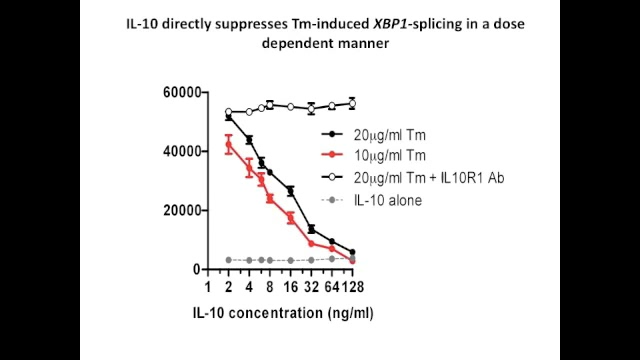 IL-10 directly suppresses Tm-induced XBP1-splicing in a dose
dependent manner
60000
40000
20000
0
20µg/ml Tm
10µg/ml Tm
20µg/ml Tm + IL10R1 Ab
IL-10 alone
1 2 4 8 16 32 64 128
IL-10 concentration (ng/ml)